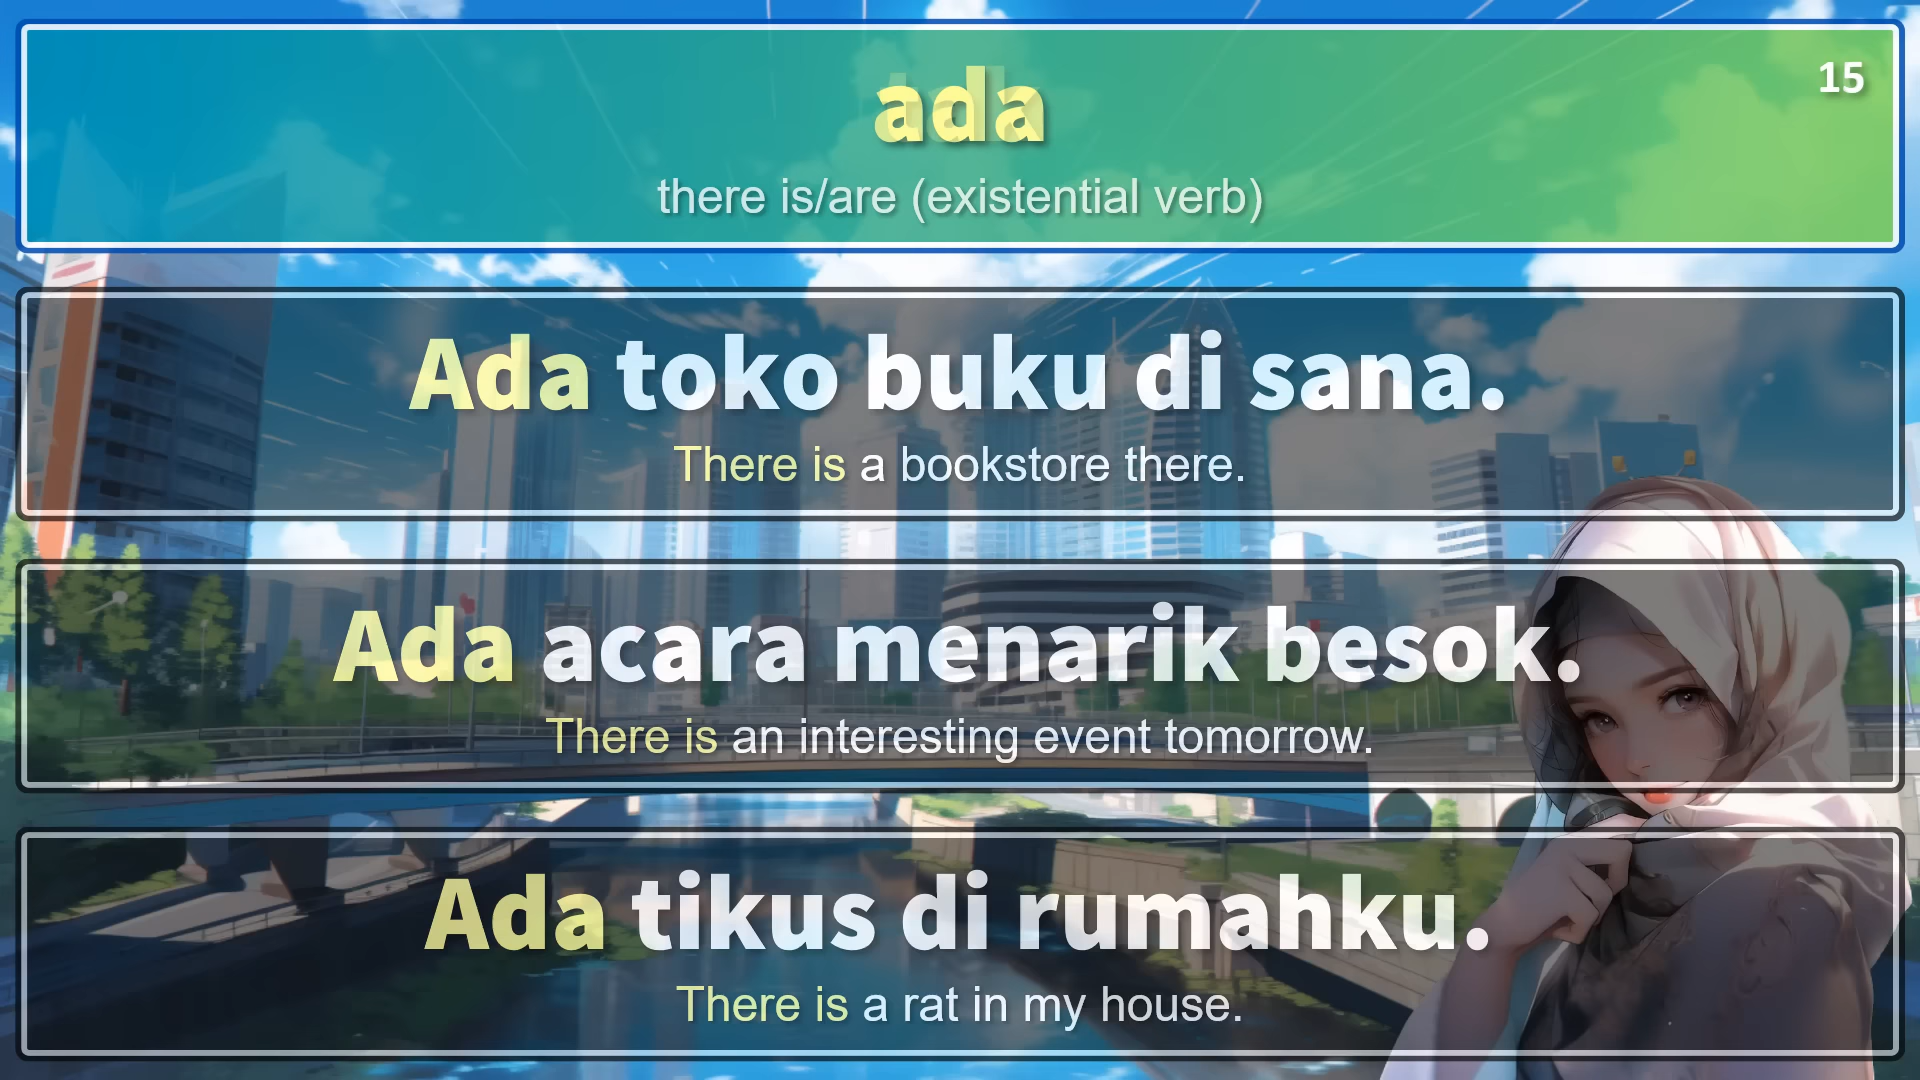 ada
15
there is/are (existential verb)
Ada toko buku di sana.
There is a bookstore there.
Ada acara menarik besok.
There is an interesting event tomorrow.
Ada tikus di rumahku.
There is a rat in my house.